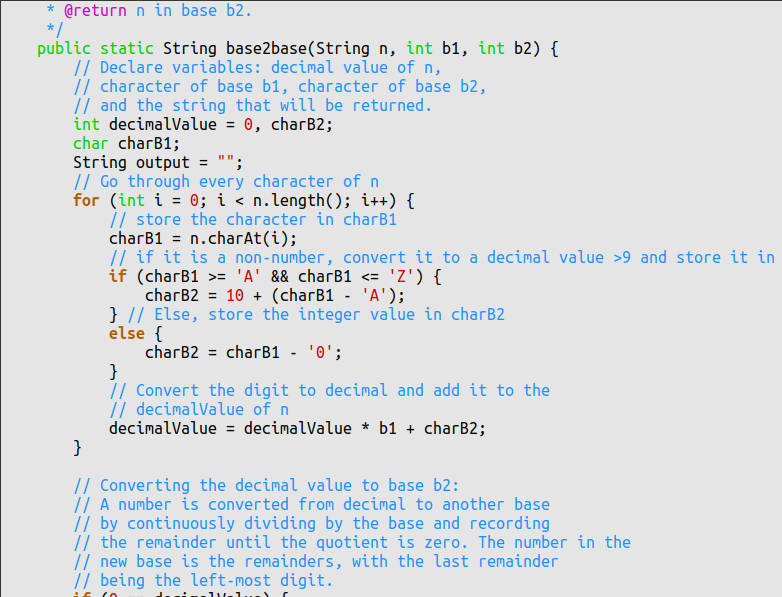 * @return n in base b2.
     */
    public static String base2base(String n, int b1, int b2) {
        // Declare variables: decimal value of n,
        // character of base b1, character of base b2,
        // and the string that will be returned.
        int decimalValue = 0, charB2;
        char charB1;
        String output = "";
        // Go through every character of n
        for (int i = 0; i < n.length(); i++) {
            // store the character in charB1
            charB1 = n.charAt(i);
            // if it is a non-number, convert it to a decimal value >9 and store it in
            if (charB1 >= 'A' && charB1 <= 'Z') {
                charB2 = 10 + (charB1 - 'A');
            } // Else, store the integer value in charB2
            else {
                charB2 = charB1 - '0';
            }
            // Convert the digit to decimal and add it to the
            // decimalValue of n
            decimalValue = decimalValue * b1 + charB2;
        }

        // Converting the decimal value to base b2:
        // A number is converted from decimal to another base
        // by continuously dividing by the base and recording
        // the remainder until the quotient is zero. The number in the
        // new base is the remainders, with the last remainder
        // being the left-most digit.
        if (0 == decimalValue) {